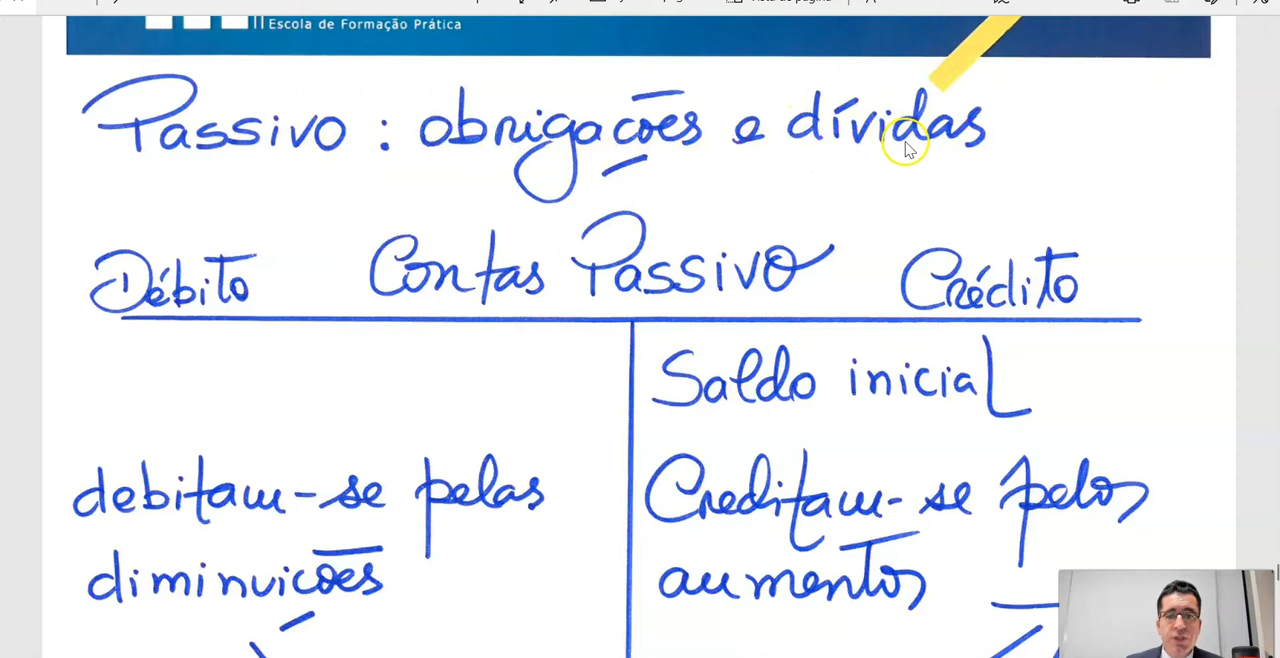 Escola de Formação Prática
Passivo : obrigações e dívidas
Débito Contas Passivo Crédito
Saldo inicial
debitam-se pelas Creditam-se pelos
diminuições aumentos